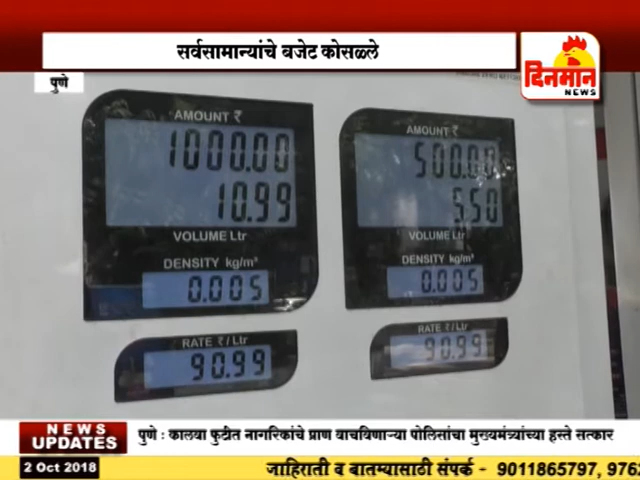 सर्वसामान्यांचे बजेट कोसळले
दिनमान
NEWS
पुणे
AMOUNT ₹
1000.00
10.99
VOLUME Ltr
DENSITY kg/m³
0.005
RATE ₹/Ltr
90.99
AMOUNT ₹
500.00
5.50
VOLUME Ltr
DENSITY kg/m³
0.005
RATE ₹/Ltr
90.99
NEWS
UPDATES
पुणे : कालवा फुटीत नागरिकांचे प्राण वाचविणाऱ्या पोलिसांचा मुख्यमंत्र्यांच्या हस्ते सत्कार
2 Oct 2018
जाहिराती व बातम्यासाठी संपर्क - 9011865797, 9762